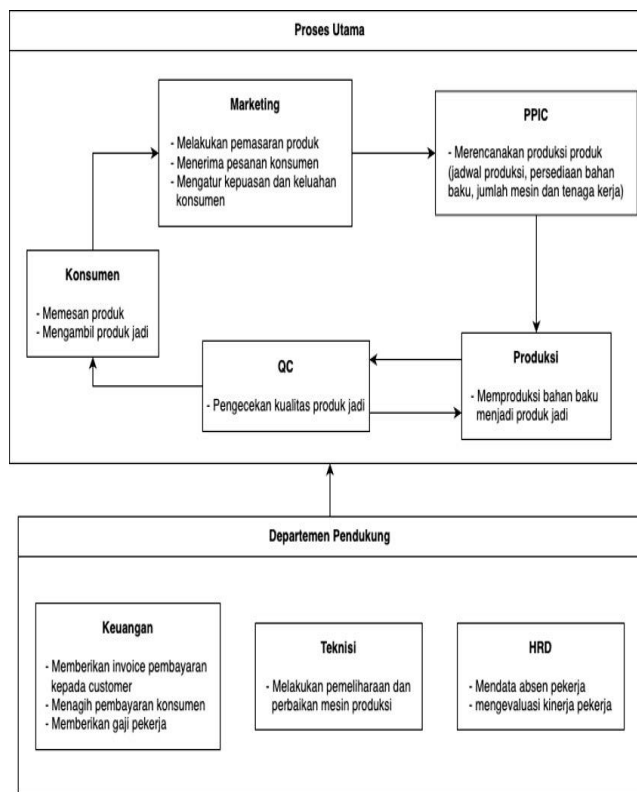 Proses Utama
Marketing
- Melakukan pemasaran produk
- Menerima pesanan konsumen
- Mengatur kepuasan dan keluahan
konsumen
PPIC
- Merencanakan produksi produk
(jadwal produksi, persediaan bahan
baku, jumlah mesin dan tenaga kerja)
Konsumen
- Memesan produk
- Mengambil produk jadi
QC
- Pengecekan kualitas produk jadi
Produksi
- Memproduksi bahan baku
menjadi produk jadi
Departemen Pendukung
Keuangan
- Memberikan invoice pembayaran
kepada customer
- Menagih pembayaran konsumen
- Memberikan gaji pekerja
Teknisi
- Melakukan pemeliharaan dan
perbaikan mesin produksi
HRD
- Mendata absen pekerja
- mengevaluasi kinerja pekerja